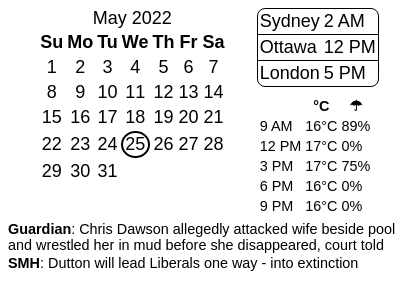 May 2022
Su Mo Tu We Th Fr Sa
1 2 3 4 5 6 7
8 9 10 11 12 13 14
15 16 17 18 19 20 21
22 23 24 25 26 27 28
29 30 31
Sydney 2 AM
Ottawa 12 PM
London 5 PM
°C ☂
9 AM 16°C 89%
12 PM 17°C 0%
3 PM 17°C 75%
6 PM 16°C 0%
9 PM 16°C 0%
Guardian: Chris Dawson allegedly attacked wife beside pool
and wrestled her in mud before she disappeared, court told
SMH: Dutton will lead Liberals one way - into extinction